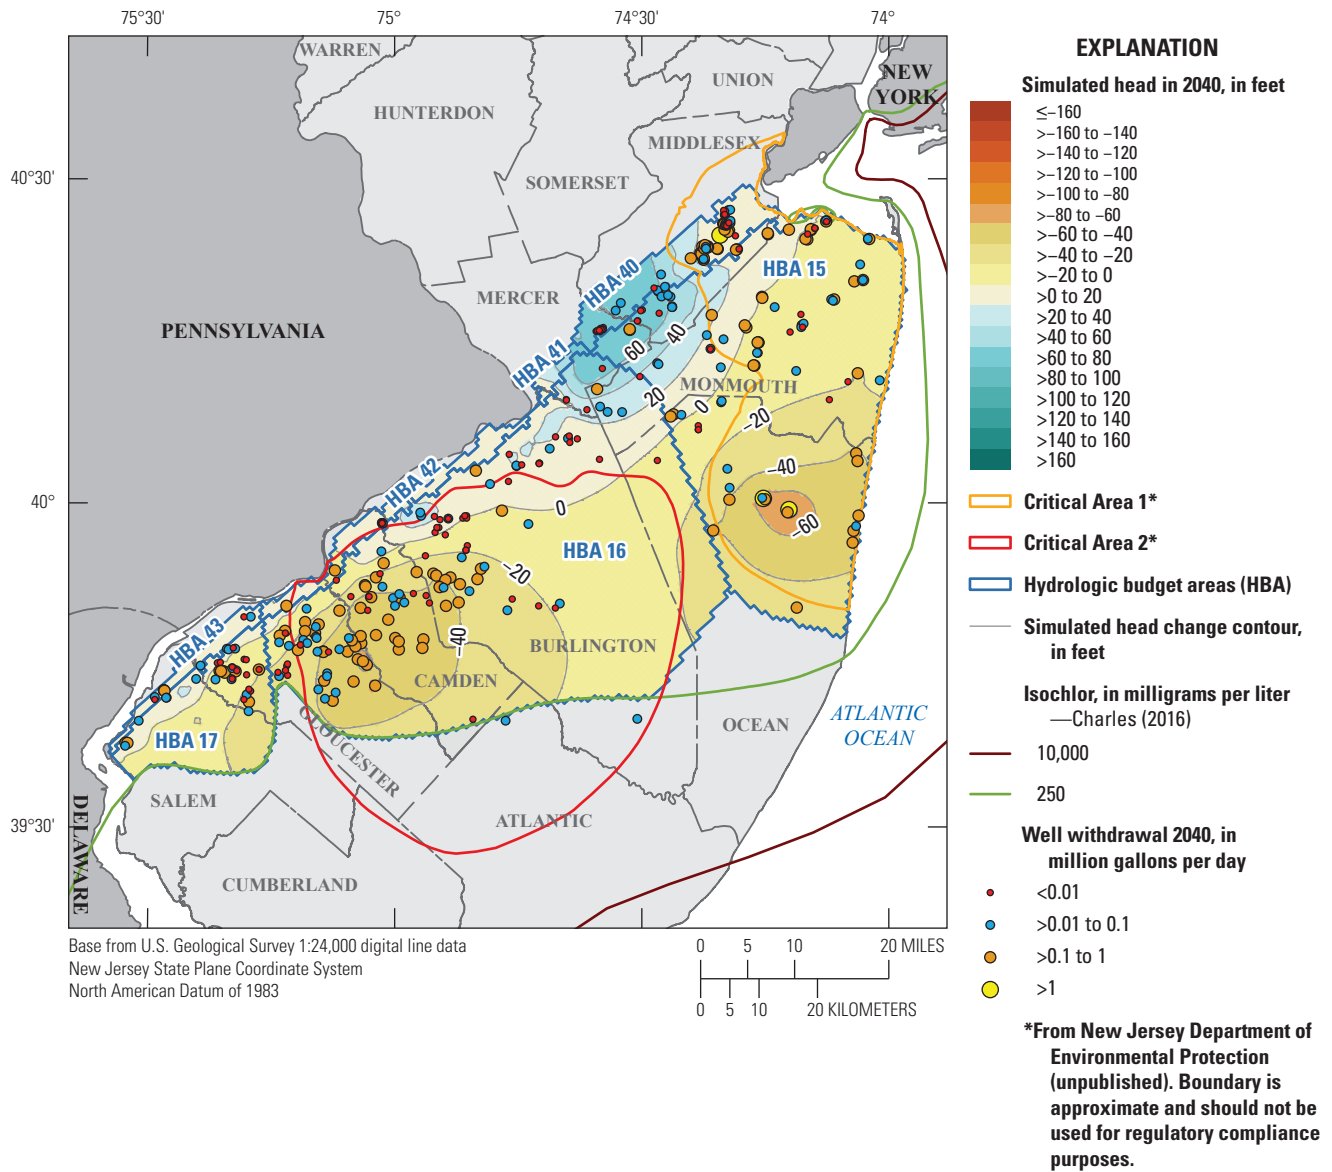 75°30'
75°
74°30'
74°
40°30'
40°
39°30'
WARREN
HUNTERDON
UNION
NEW
YORK
MIDDLESEX
SOMERSET
MERCER
PENNSYLVANIA
HBA 40
HBA 15
HBA 41
60
40
20
0
MONMOUTH
−20
−40
−60
HBA 42
0
HBA 16
−20
−40
BURLINGTON
CAMDEN
HBA 43
HBA 17
GLOUCESTER
OCEAN
ATLANTIC
OCEAN
SALEM
ATLANTIC
CUMBERLAND
DELAWARE
Base from U.S. Geological Survey 1:24,000 digital line data
New Jersey State Plane Coordinate System
North American Datum of 1983
0 5 10 20 MILES
0 5 10 20 KILOMETERS
EXPLANATION
Simulated head in 2040, in feet
≤−160
>−160 to −140
>−140 to −120
>−120 to −100
>−100 to −80
>−80 to −60
>−60 to −40
>−40 to −20
>−20 to 0
>0 to 20
>20 to 40
>40 to 60
>60 to 80
>80 to 100
>100 to 120
>120 to 140
>140 to 160
>160
Critical Area 1*
Critical Area 2*
Hydrologic budget areas (HBA)
Simulated head change contour,
in feet
Isochlor, in milligrams per liter
—Charles (2016)
10,000
250
Well withdrawal 2040, in
million gallons per day
<0.01
>0.01 to 0.1
>0.1 to 1
>1
*From New Jersey Department of
Environmental Protection
(unpublished). Boundary is
approximate and should not be
used for regulatory compliance
purposes.